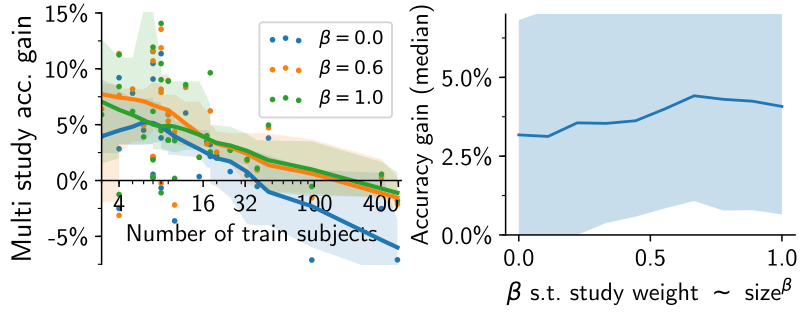 Multi study acc. gain
15%
10%
5%
0%
-5%
β = 0.0
β = 0.6
β = 1.0
4 16 32 100 400
Number of train subjects
Accuracy gain (median)
5.0%
2.5%
0.0%
0.0 0.5 1.0
β s.t. study weight ∼ size^β